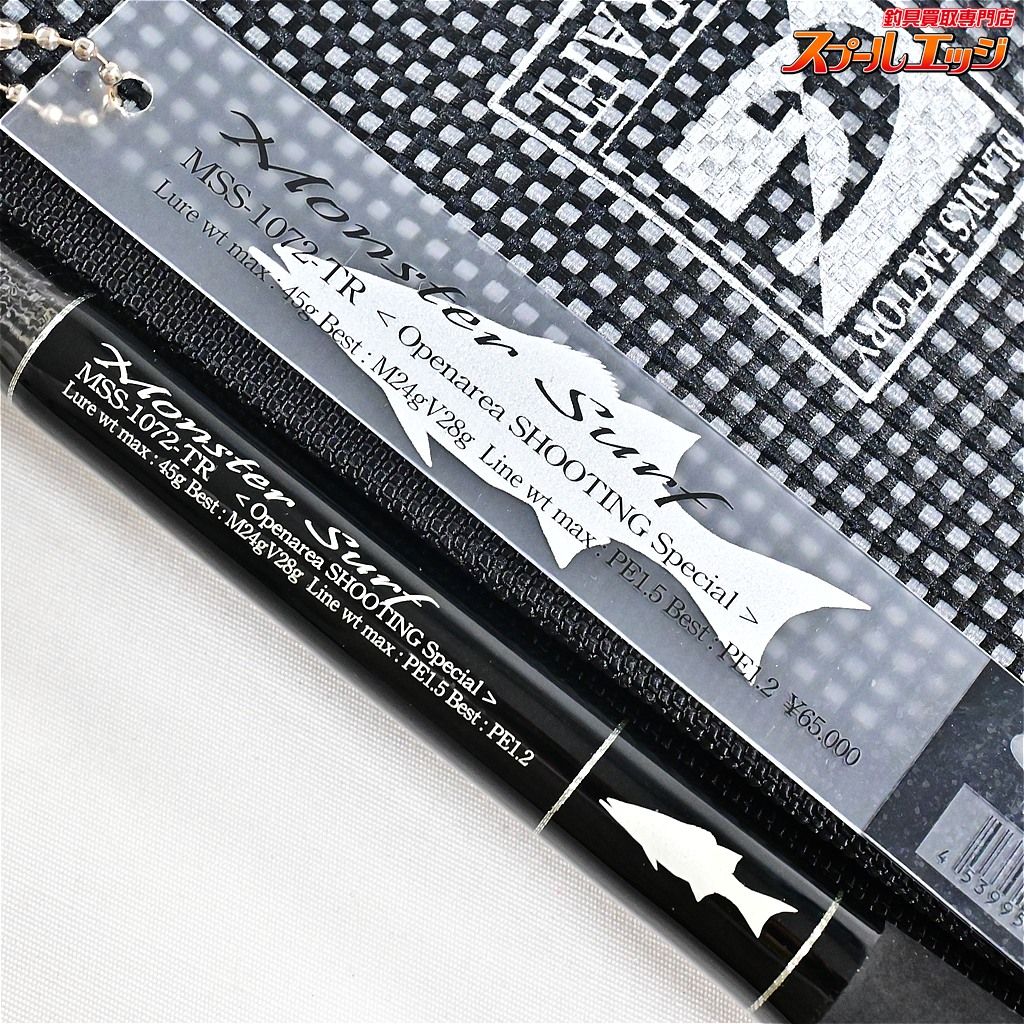 釣具買取専門店
スプールエッジ
BLANKS FACTORY
Monster Surf
MSS-1072-TR < Openarea SHOOTING Special >
Lure wt max : 45g Best : M24gV28g Line wt max : PE1.5 Best : PE1.2 ¥65.000
Monster Surf
MSS-1072-TR < Openarea SHOOTING Special >
Lure wt max : 45g Best : M24gV28g Line wt max : PE1.5 Best : PE1.2
4 53995